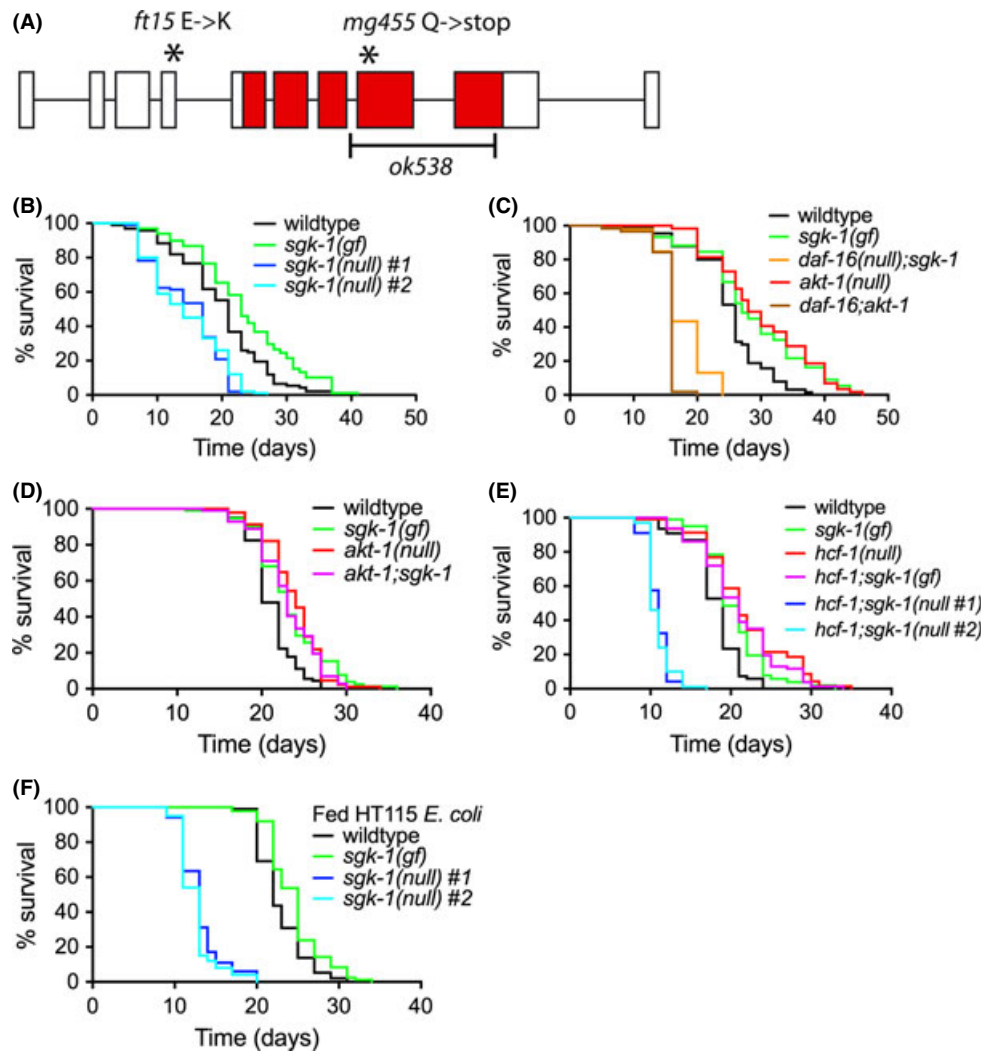 (A)
ft15 E->K
mg455 Q->stop
*
*
ok538
(B)
% survival
100
80
60
40
20
0
wildtype
sgk-1(gf)
sgk-1(null) #1
sgk-1(null) #2
0 10 20 30 40 50
Time (days)
(C)
% survival
100
80
60
40
20
0
wildtype
sgk-1(gf)
daf-16(null);sgk-1
akt-1(null)
daf-16;akt-1
0 10 20 30 40 50
Time (days)
(D)
% survival
100
80
60
40
20
0
wildtype
sgk-1(gf)
akt-1(null)
akt-1;sgk-1
0 10 20 30 40
Time (days)
(E)
% survival
100
80
60
40
20
0
wildtype
sgk-1(gf)
hcf-1(null)
hcf-1;sgk-1(gf)
hcf-1;sgk-1(null #1)
hcf-1;sgk-1(null #2)
0 10 20 30 40
Time (days)
(F)
% survival
100
80
60
40
20
0
Fed HT115 E. coli
wildtype
sgk-1(gf)
sgk-1(null) #1
sgk-1(null) #2
0 10 20 30 40
Time (days)